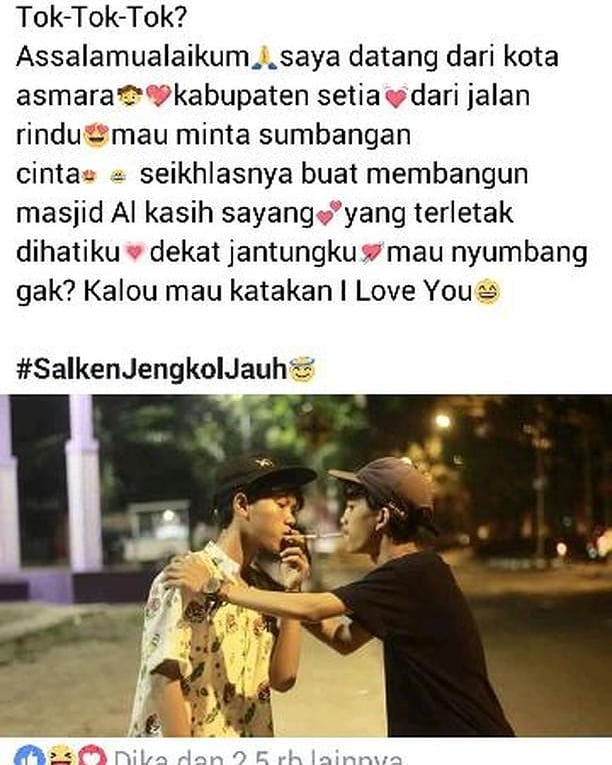 Tok-Tok-Tok?
Assalamualaikum🙏saya datang dari kota
asmara👧💖kabupaten setia💓dari jalan
rindu😍mau minta sumbangan
cinta😍 😂 seikhlasnya buat membangun
masjid Al kasih sayang💕yang terletak
dihatiku💗dekat jantungku💘mau nyumbang
gak? Kalou mau katakan I Love You😄
#SalkenJengkolJauh😇
Dika dan 2,5 rb lainnya